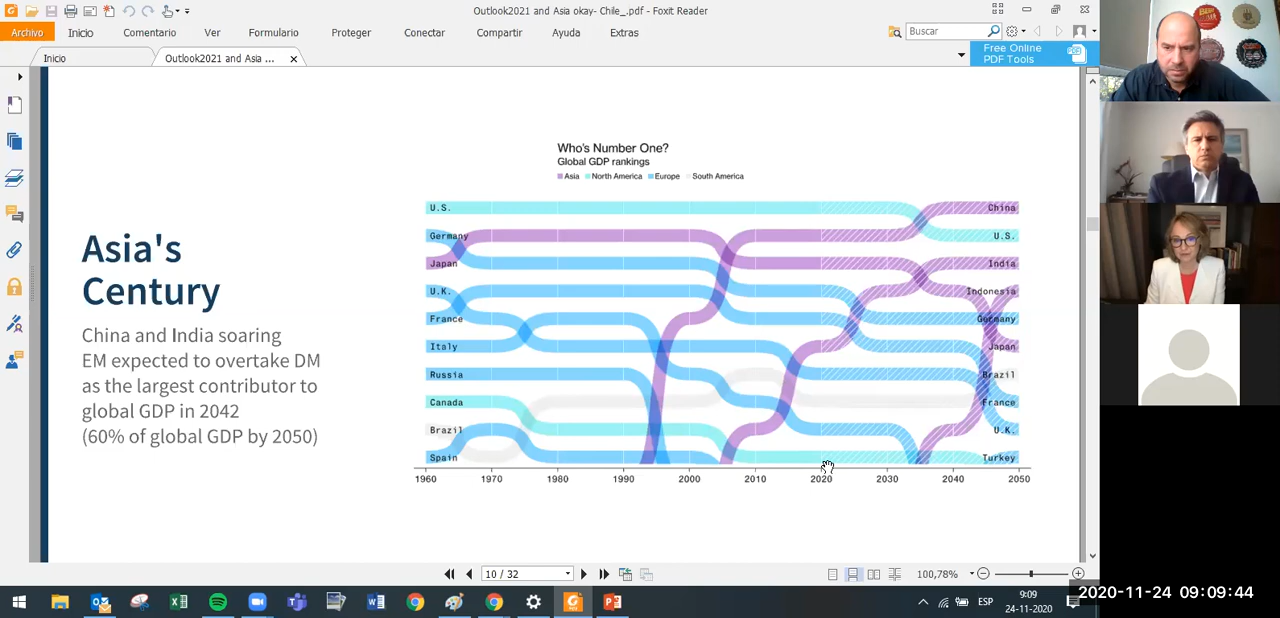 Outlook2021 and Asia okay- Chile_.pdf - Foxit Reader
Archivo Inicio Comentario Ver Formulario Proteger Conectar Compartir Ayuda Extras Buscar
Inicio Outlook2021 and Asia ... Free Online
PDF Tools
Who's Number One?
Global GDP rankings
Asia North America Europe South America
Asia's
Century
China and India soaring
EM expected to overtake DM
as the largest contributor to
global GDP in 2042
(60% of global GDP by 2050)
U.S. China
Germany U.S.
Japan India
U.K. Indonesia
France Germany
Italy Japan
Russia Brazil
Canada France
Brazil U.K.
Spain Turkey
1960 1970 1980 1990 2000 2010 2020 2030 2040 2050
10 / 32 100,78%
ESP 9:09
24-11-2020
2020-11-24 09:09:44